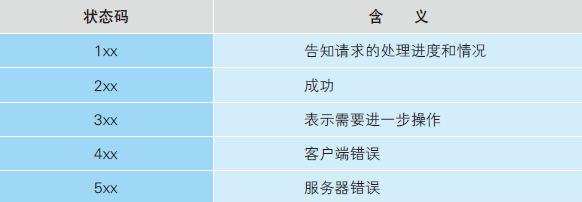 状态码 含 义
1xx 告知请求的处理进度和情况
2xx 成功
3xx 表示需要进一步操作
4xx 客户端错误
5xx 服务器错误